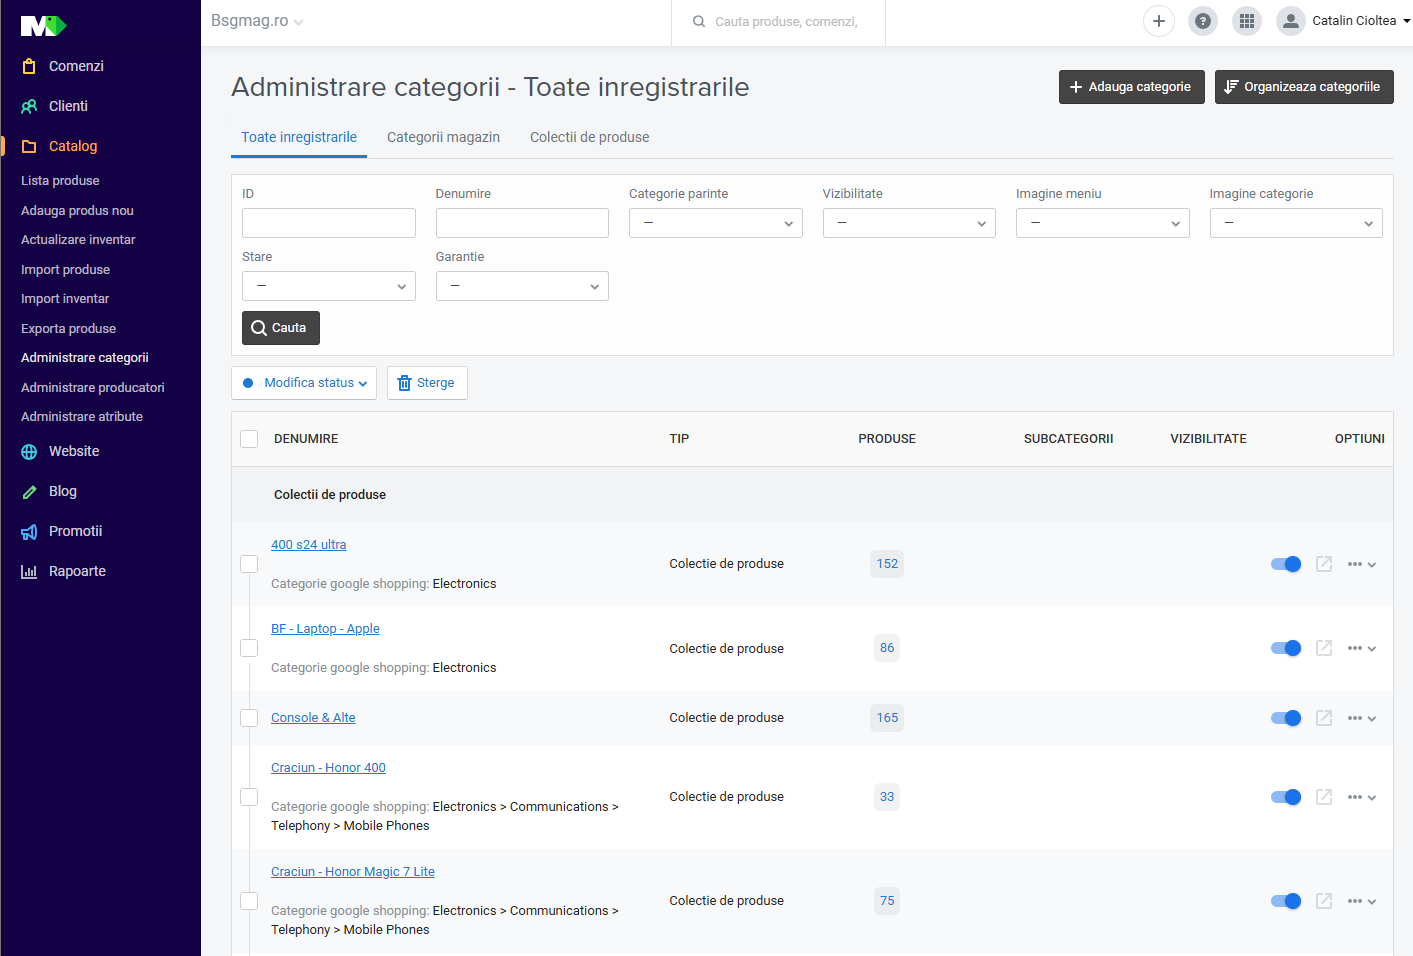 Bsgmag.ro
Cauta produse, comenzi,
Catalin Cioltea
Comenzi
Clienti
Catalog
Lista produse
Adauga produs nou
Actualizare inventar
Import produse
Import inventar
Exporta produse
Administrare categorii
Administrare producatori
Administrare atribute
Website
Blog
Promotii
Rapoarte
Administrare categorii - Toate inregistrarile
Adauga categorie
Organizeaza categoriile
Toate inregistrarile
Categorii magazin
Colectii de produse
ID
Denumire
Categorie parinte
Vizibilitate
Imagine meniu
Imagine categorie
—
—
—
—
Stare
Garantie
—
—
Cauta
Modifica status
Sterge
DENUMIRE TIP PRODUSE SUBCATEGORII VIZIBILITATE OPTIUNI
Colectii de produse
400 s24 ultra
Categorie google shopping: Electronics
Colectie de produse
152
BF - Laptop - Apple
Categorie google shopping: Electronics
Colectie de produse
86
Console & Alte
Colectie de produse
165
Craciun - Honor 400
Categorie google shopping: Electronics > Communications >
Telephony > Mobile Phones
Colectie de produse
33
Craciun - Honor Magic 7 Lite
Categorie google shopping: Electronics > Communications >
Telephony > Mobile Phones
Colectie de produse
75